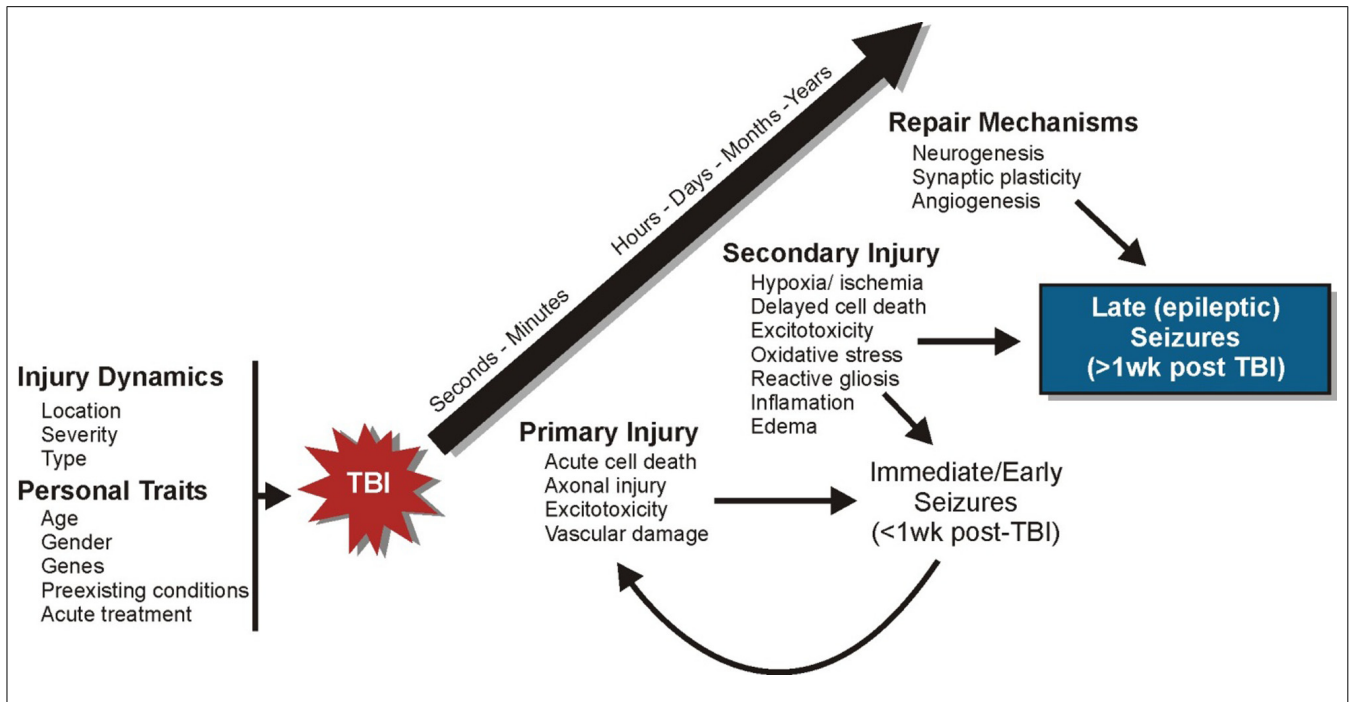 Injury Dynamics
Location
Severity
Type
Personal Traits
Age
Gender
Genes
Preexisting conditions
Acute treatment
TBI
Seconds - Minutes
Hours - Days - Months -Years
Primary Injury
Acute cell death
Axonal injury
Excitotoxicity
Vascular damage
Secondary Injury
Hypoxia/ ischemia
Delayed cell death
Excitotoxicity
Oxidative stress
Reactive gliosis
Inflamation
Edema
Repair Mechanisms
Neurogenesis
Synaptic plasticity
Angiogenesis
Immediate/Early
Seizures
(<1wk post-TBI)
Late (epileptic)
Seizures
(>1wk post TBI)